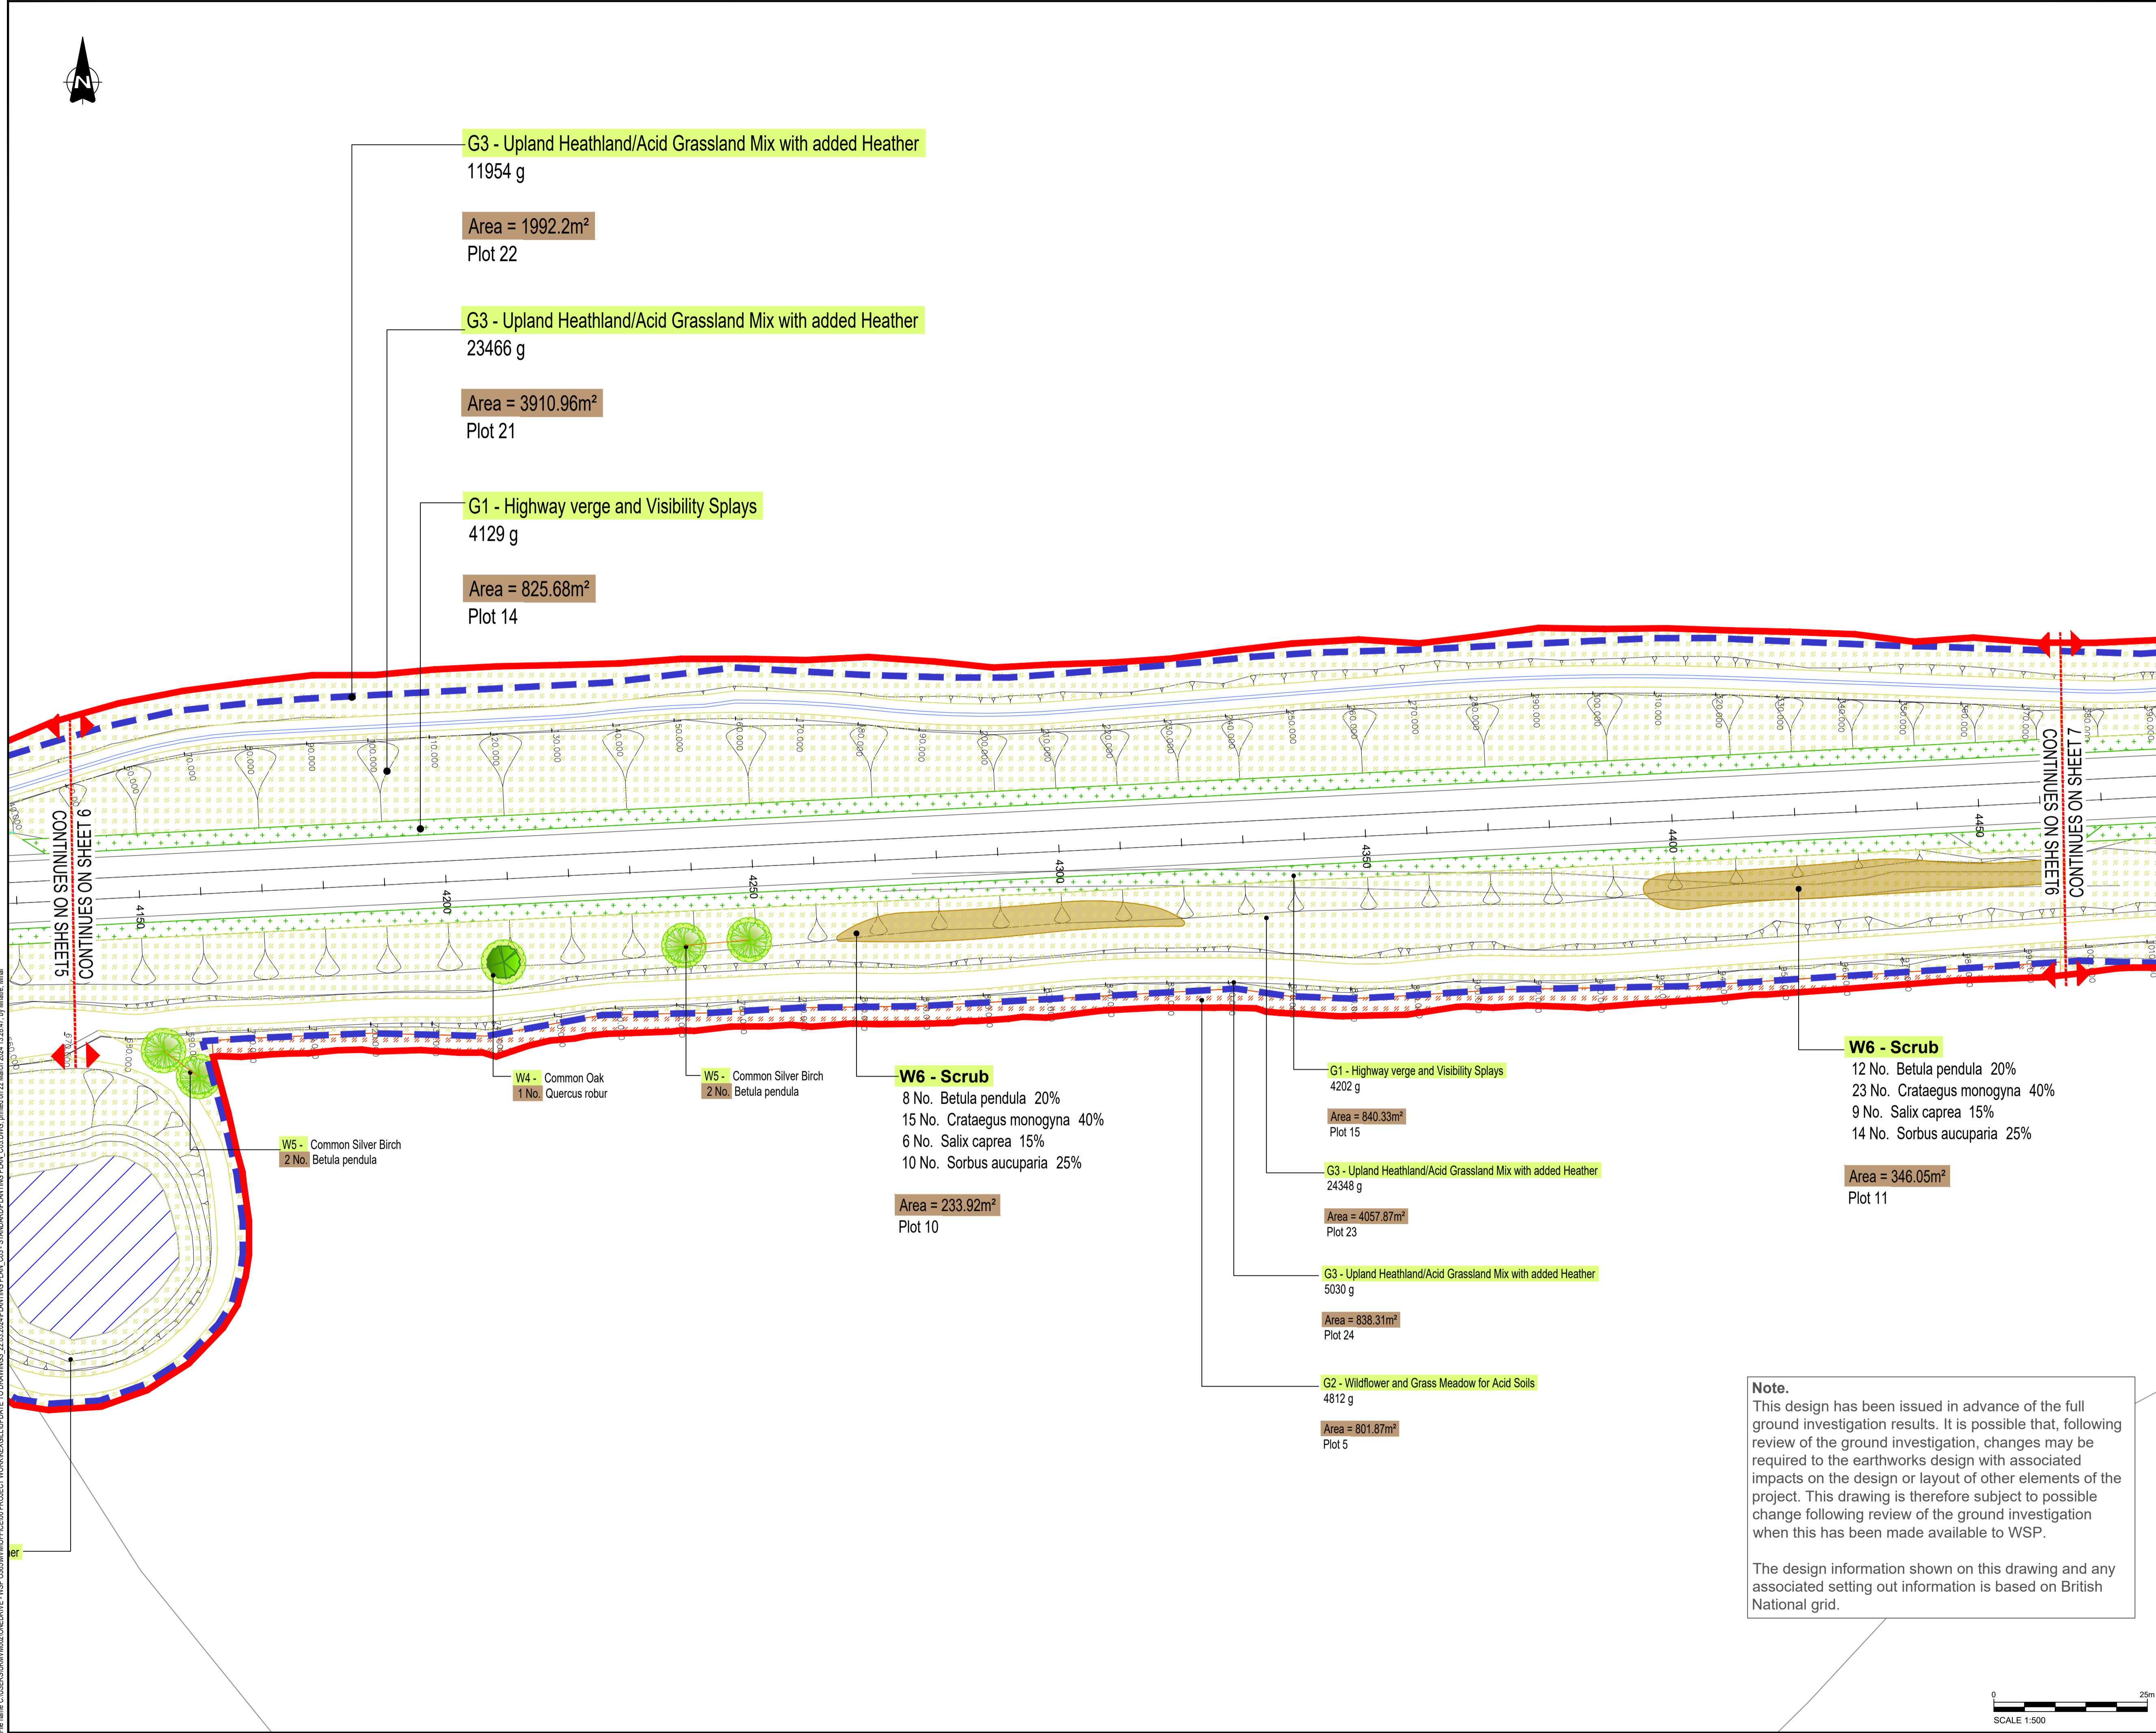 N
G3 - Upland Heathland/Acid Grassland Mix with added Heather
11954 g
Area = 1992.2m²
Plot 22
G3 - Upland Heathland/Acid Grassland Mix with added Heather
23466 g
Area = 3910.96m²
Plot 21
G1 - Highway verge and Visibility Splays
4129 g
Area = 825.68m²
Plot 14
CONTINUES ON SHEET5
CONTINUES ON SHEET 6
4150
4200
4250
4300
4350
4400
4450
CONTINUES ON SHEET6
CONTINUES ON SHEET 7
W5 - Common Silver Birch
2 No. Betula pendula
W4 - Common Oak
1 No. Quercus robur
W5 - Common Silver Birch
2 No. Betula pendula
W6 - Scrub
8 No. Betula pendula 20%
15 No. Crataegus monogyna 40%
6 No. Salix caprea 15%
10 No. Sorbus aucuparia 25%
Area = 233.92m²
Plot 10
G1 - Highway verge and Visibility Splays
4202 g
Area = 840.33m²
Plot 15
G3 - Upland Heathland/Acid Grassland Mix with added Heather
24348 g
Area = 4057.87m²
Plot 23
G3 - Upland Heathland/Acid Grassland Mix with added Heather
5030 g
Area = 838.31m²
Plot 24
G2 - Wildflower and Grass Meadow for Acid Soils
4812 g
Area = 801.87m²
Plot 5
W6 - Scrub
12 No. Betula pendula 20%
23 No. Crataegus monogyna 40%
9 No. Salix caprea 15%
14 No. Sorbus aucuparia 25%
Area = 346.05m²
Plot 11
Note.
This design has been issued in advance of the full
ground investigation results. It is possible that, following
review of the ground investigation, changes may be
required to the earthworks design with associated
impacts on the design or layout of other elements of the
project. This drawing is therefore subject to possible
change following review of the ground investigation
when this has been made available to WSP.
The design information shown on this drawing and any
associated setting out information is based on British
National grid.
0 25m
SCALE 1:500